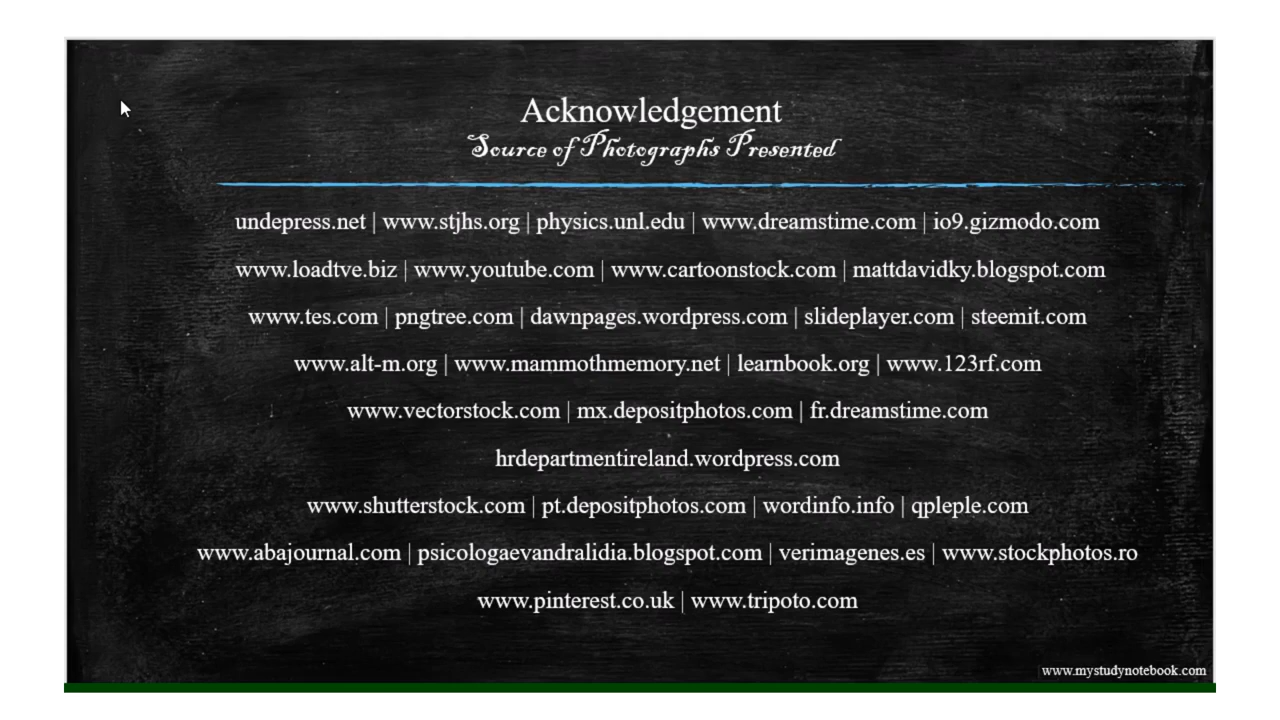 Acknowledgement
Source of Photographs Presented
undepress.net | www.stjhs.org | physics.unl.edu | www.dreamstime.com | io9.gizmodo.com
www.loadtve.biz | www.youtube.com | www.cartoonstock.com | mattdavidky.blogspot.com
www.tes.com | pngtree.com | dawnpages.wordpress.com | slideplayer.com | steemit.com
www.alt-m.org | www.mammothmemory.net | learnbook.org | www.123rf.com
www.vectorstock.com | mx.depositphotos.com | fr.dreamstime.com
hrdepartmentireland.wordpress.com
www.shutterstock.com | pt.depositphotos.com | wordinfo.info | qpleple.com
www.abajournal.com | psicologaevandralidia.blogspot.com | verimagenes.es | www.stockphotos.ro
www.pinterest.co.uk | www.tripoto.com
www.mystudynotebook.com